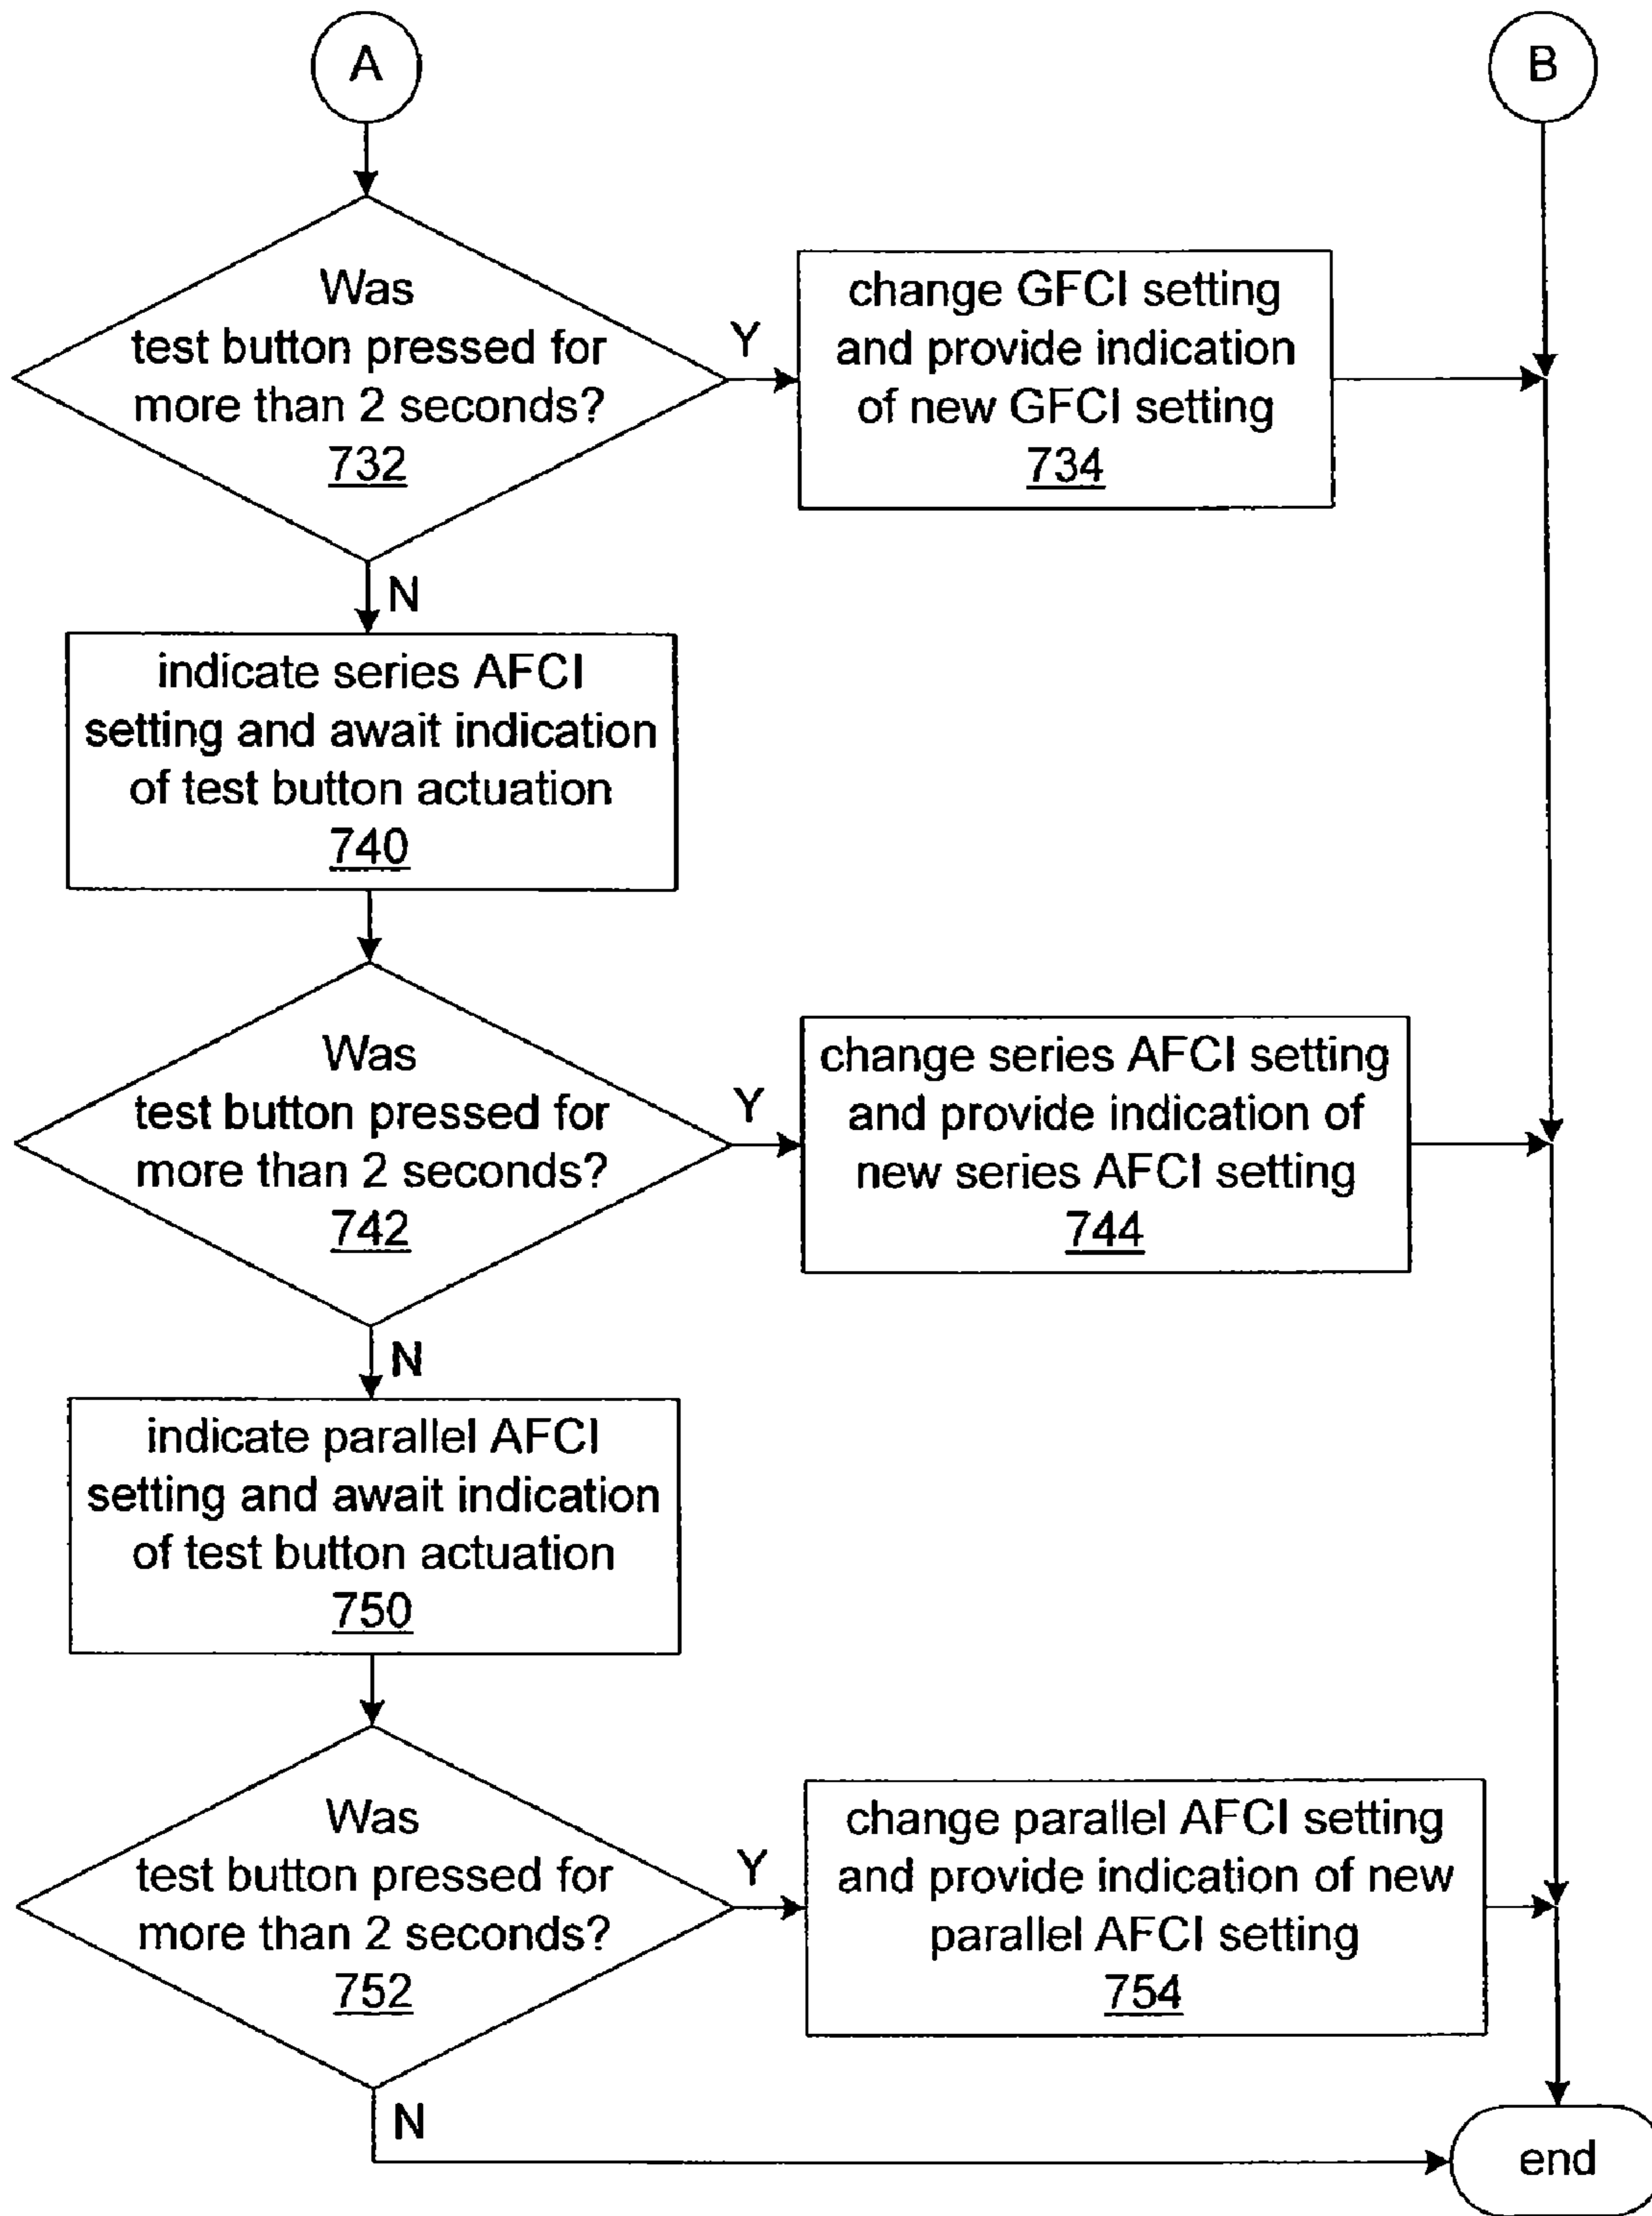 A
B
Was
test button pressed for
more than 2 seconds?
732
Y
change GFCI setting
and provide indication
of new GFCI setting
734
N
indicate series AFCI
setting and await indication
of test button actuation
740
Was
test button pressed for
more than 2 seconds?
742
Y
change series AFCI setting
and provide indication of
new series AFCI setting
744
N
indicate parallel AFCI
setting and await indication
of test button actuation
750
Was
test button pressed for
more than 2 seconds?
752
Y
change parallel AFCI setting
and provide indication of new
parallel AFCI setting
754
N
end